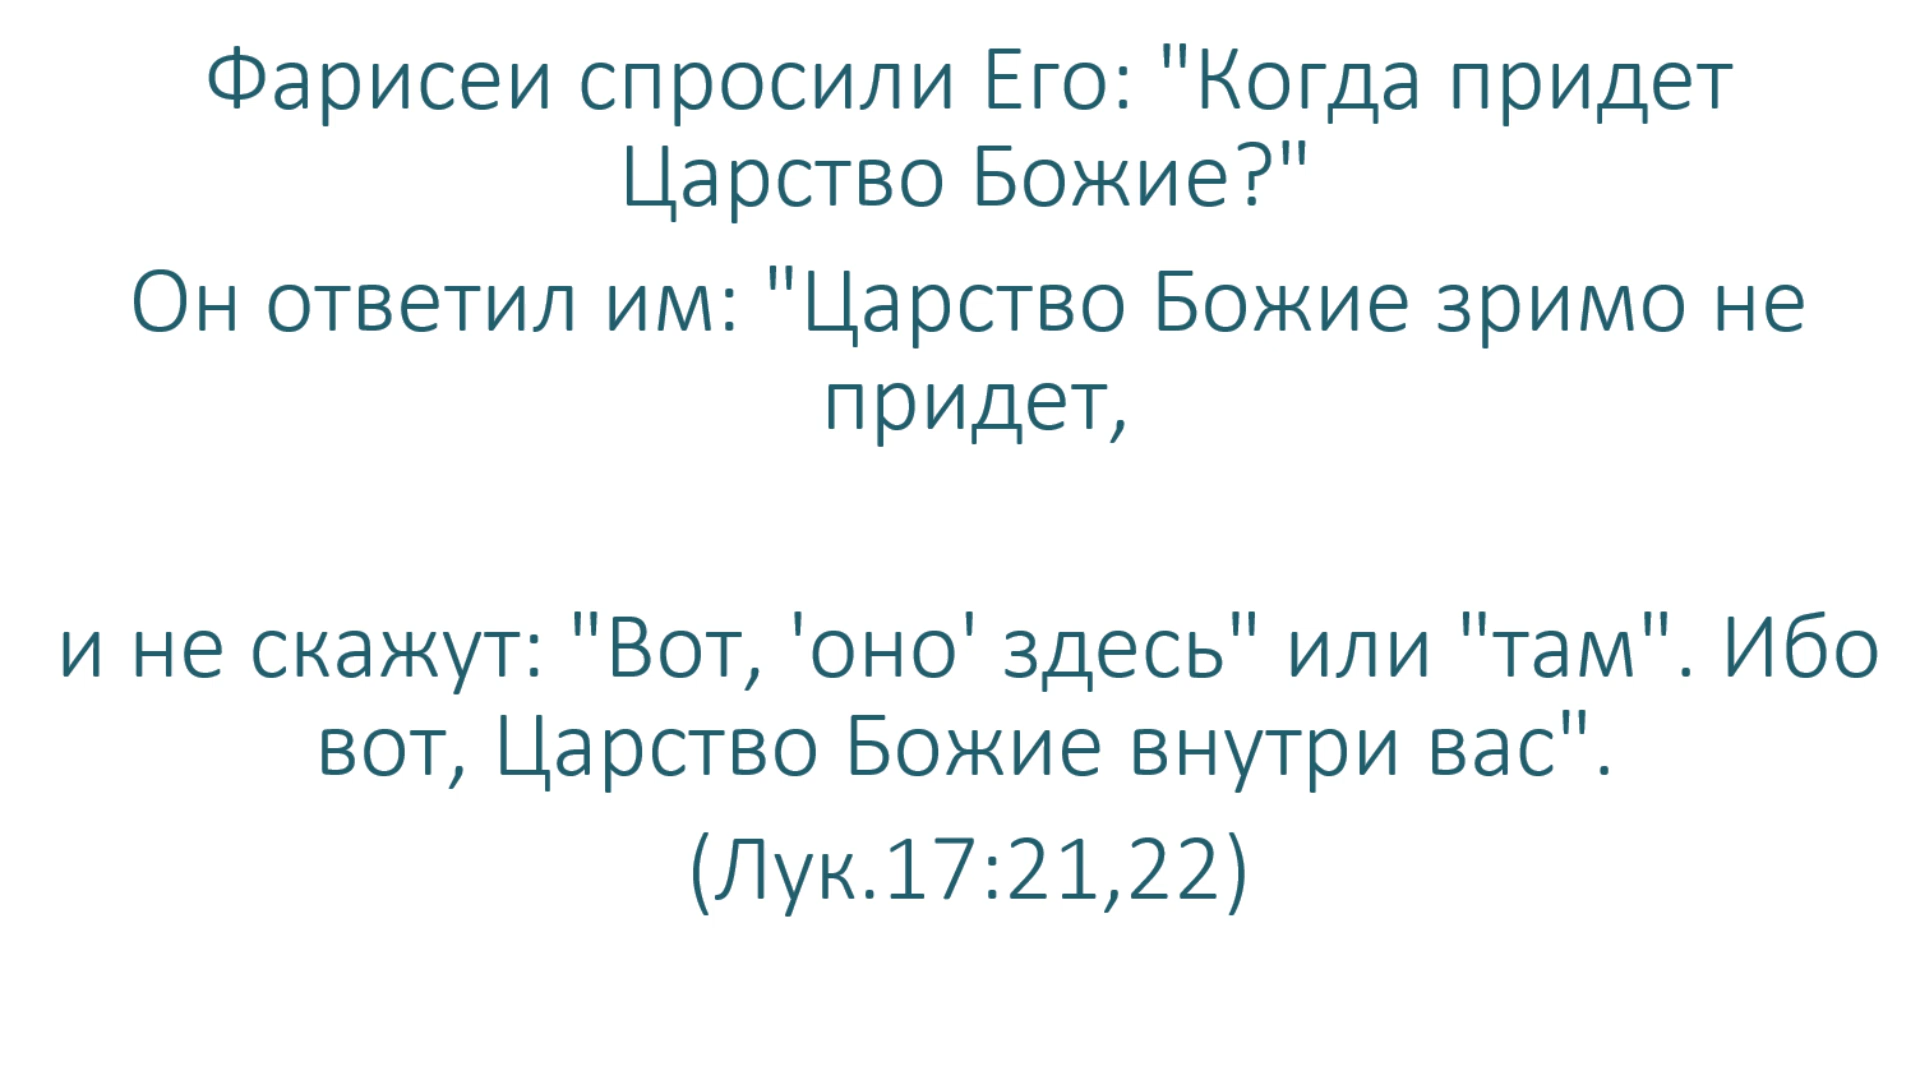 Фарисеи спросили Его: "Когда придет
Царство Божие?"
Он ответил им: "Царство Божие зримо не
придет,
и не скажут: "Вот, 'оно' здесь" или "там". Ибо
вот, Царство Божие внутри вас".
(Лук.17:21,22)